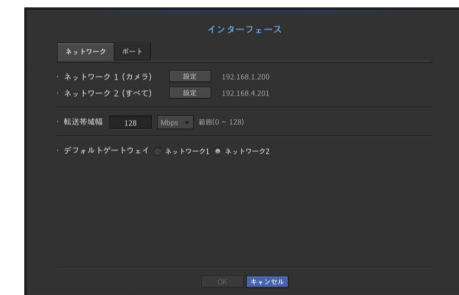 インターフェース
ネットワーク ポート
・ ネットワーク 1 (カメラ) 設定 192.168.1.200
・ ネットワーク 2 (すべて) 設定 192.168.4.201
・ 転送帯域幅 128 Mbps 範囲(0 ~ 128)
・ デフォルトゲートウェイ ネットワーク1 ネットワーク2
OK キャンセル